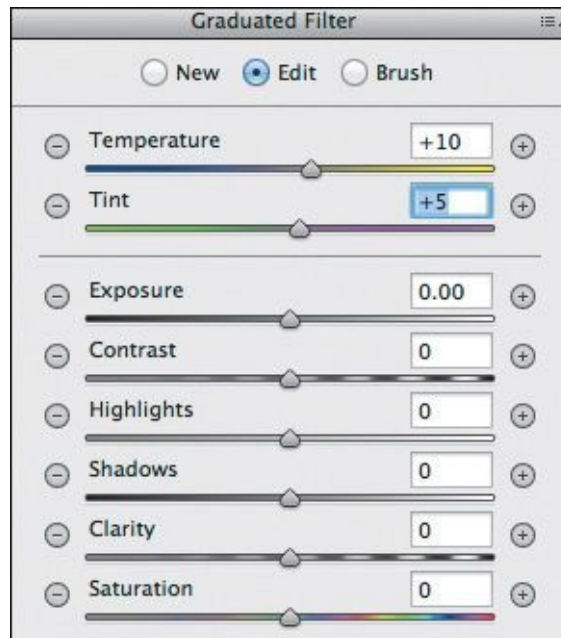 Graduated Filter
New Edit Brush
Temperature +10
Tint +5
Exposure 0.00
Contrast 0
Highlights 0
Shadows 0
Clarity 0
Saturation 0